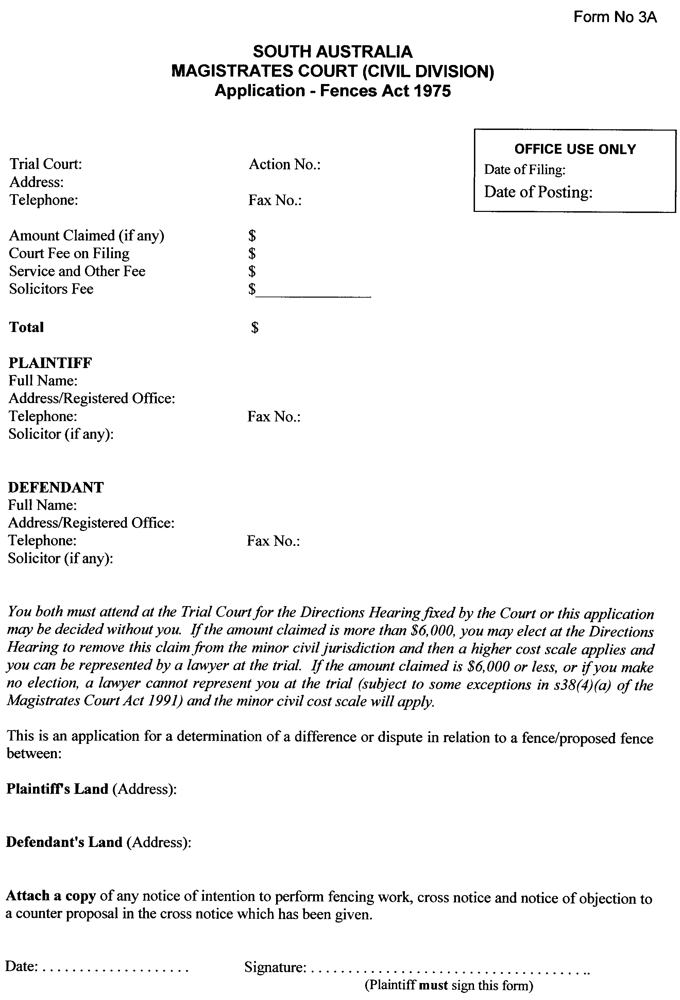 Form No 3A
SOUTH AUSTRALIA
MAGISTRATES COURT (CIVIL DIVISION)
Application - Fences Act 1975
OFFICE USE ONLY
Date of Filing:
Date of Posting:
Trial Court: Action No.:
Address:
Telephone: Fax No.:
Amount Claimed (if any) $
Court Fee on Filing $
Service and Other Fee $
Solicitors Fee $
Total $
PLAINTIFF
Full Name:
Address/Registered Office:
Telephone: Fax No.:
Solicitor (if any):
DEFENDANT
Full Name:
Address/Registered Office:
Telephone: Fax No.:
Solicitor (if any):
You both must attend at the Trial Court for the Directions Hearing fixed by the Court or this application
may be decided without you. If the amount claimed is more than $6,000, you may elect at the Directions
Hearing to remove this claim from the minor civil jurisdiction and then a higher cost scale applies and
you can be represented by a lawyer at the trial. If the amount claimed is $6,000 or less, or if you make
no election, a lawyer cannot represent you at the trial (subject to some exceptions in s38(4)(a) of the
Magistrates Court Act 1991) and the minor civil cost scale will apply.
This is an application for a determination of a difference or dispute in relation to a fence/proposed fence
between:
Plaintiff's Land (Address):
Defendant's Land (Address):
Attach a copy of any notice of intention to perform fencing work, cross notice and notice of objection to
a counter proposal in the cross notice which has been given.
Date: . . . . . . . . . . . . . . . . . . . . Signature: . . . . . . . . . . . . . . . . . . . . . . . . . . . . . . . . . . . . . ..
(Plaintiff must sign this form)